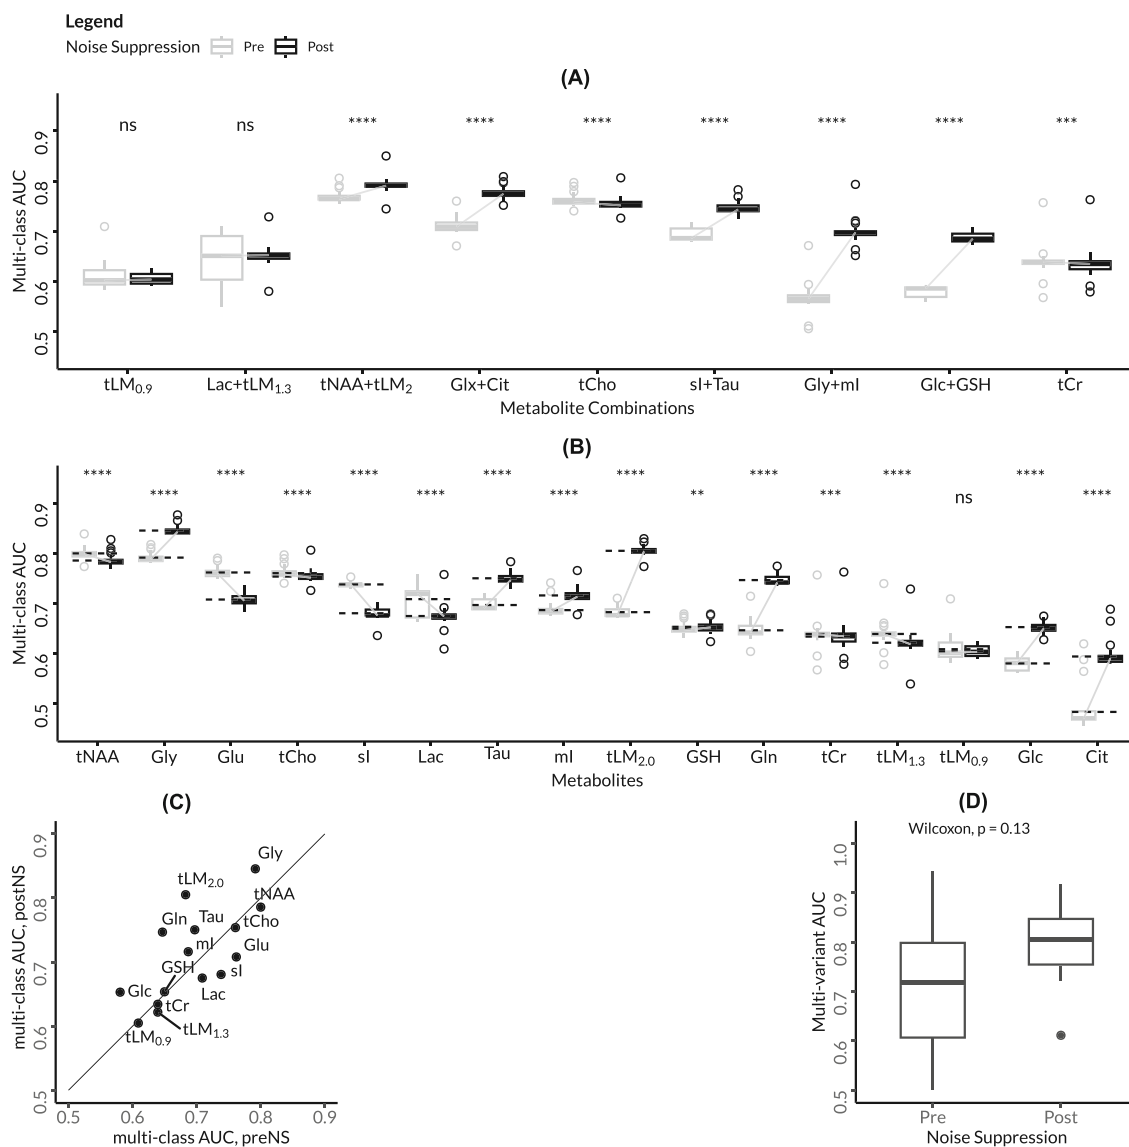 Legend
Noise Suppression Pre Post
(A)
Multi-class AUC
0.9
0.8
0.7
0.6
0.5
ns ns **** **** **** **** **** **** ***
tLM0.9 Lac+tLM1.3 tNAA+tLM2 Glx+Cit tCho sI+Tau Gly+mI Glc+GSH tCr
Metabolite Combinations
(B)
Multi-class AUC
0.9
0.8
0.7
0.6
0.5
**** **** **** **** **** **** **** ****
**** **** **** **** ** *** ns ****
tNAA Gly Glu tCho sI Lac Tau mI tLM2.0 GSH Gln tCr tLM1.3 tLM0.9 Glc Cit
Metabolites
(C)
multi-class AUC, postNS
0.9
0.8
0.7
0.6
0.5
Gly
tLM2.0
tNAA
Gln Tau tCho
mI Glu
GSH sI
Glc Lac
tCr
tLM0.9 tLM1.3
0.5 0.6 0.7 0.8 0.9
multi-class AUC, preNS
(D)
Wilcoxon, p = 0.13
Multi-variant AUC
1.0
0.9
0.8
0.7
0.6
0.5
Pre Post
Noise Suppression